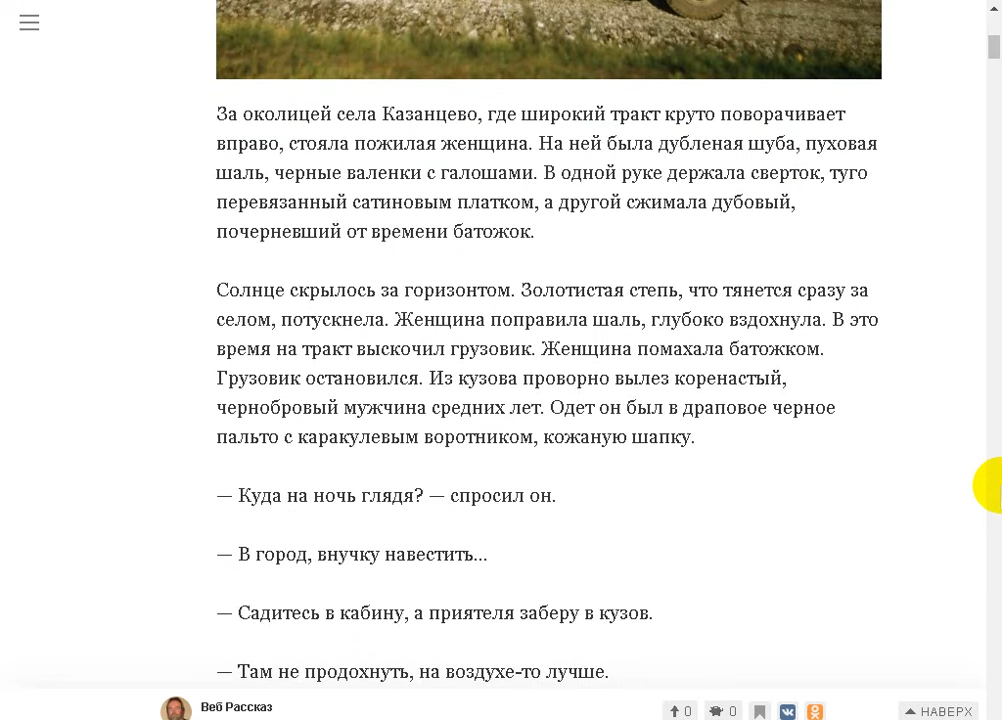 За околицей села Казанцево, где широкий тракт круто поворачивает
вправо, стояла пожилая женщина. На ней была дубленая шуба, пуховая
шаль, черные валенки с галошами. В одной руке держала сверток, туго
перевязанный сатиновым платком, а другой сжимала дубовый,
почерневший от времени батожок.
Солнце скрылось за горизонтом. Золотистая степь, что тянется сразу за
селом, потускнела. Женщина поправила шаль, глубоко вздохнула. В это
время на тракт выскочил грузовик. Женщина помахала батожком.
Грузовик остановился. Из кузова проворно вылез коренастый,
чернобровый мужчина средних лет. Одет он был в драповое черное
пальто с каракулевым воротником, кожаную шапку.
— Куда на ночь глядя? — спросил он.
— В город, внучку навестить...
— Садитесь в кабину, а приятеля заберу в кузов.
— Там не продохнуть, на воздухе-то лучше.
Веб Рассказ
0 0 НАВЕРХ